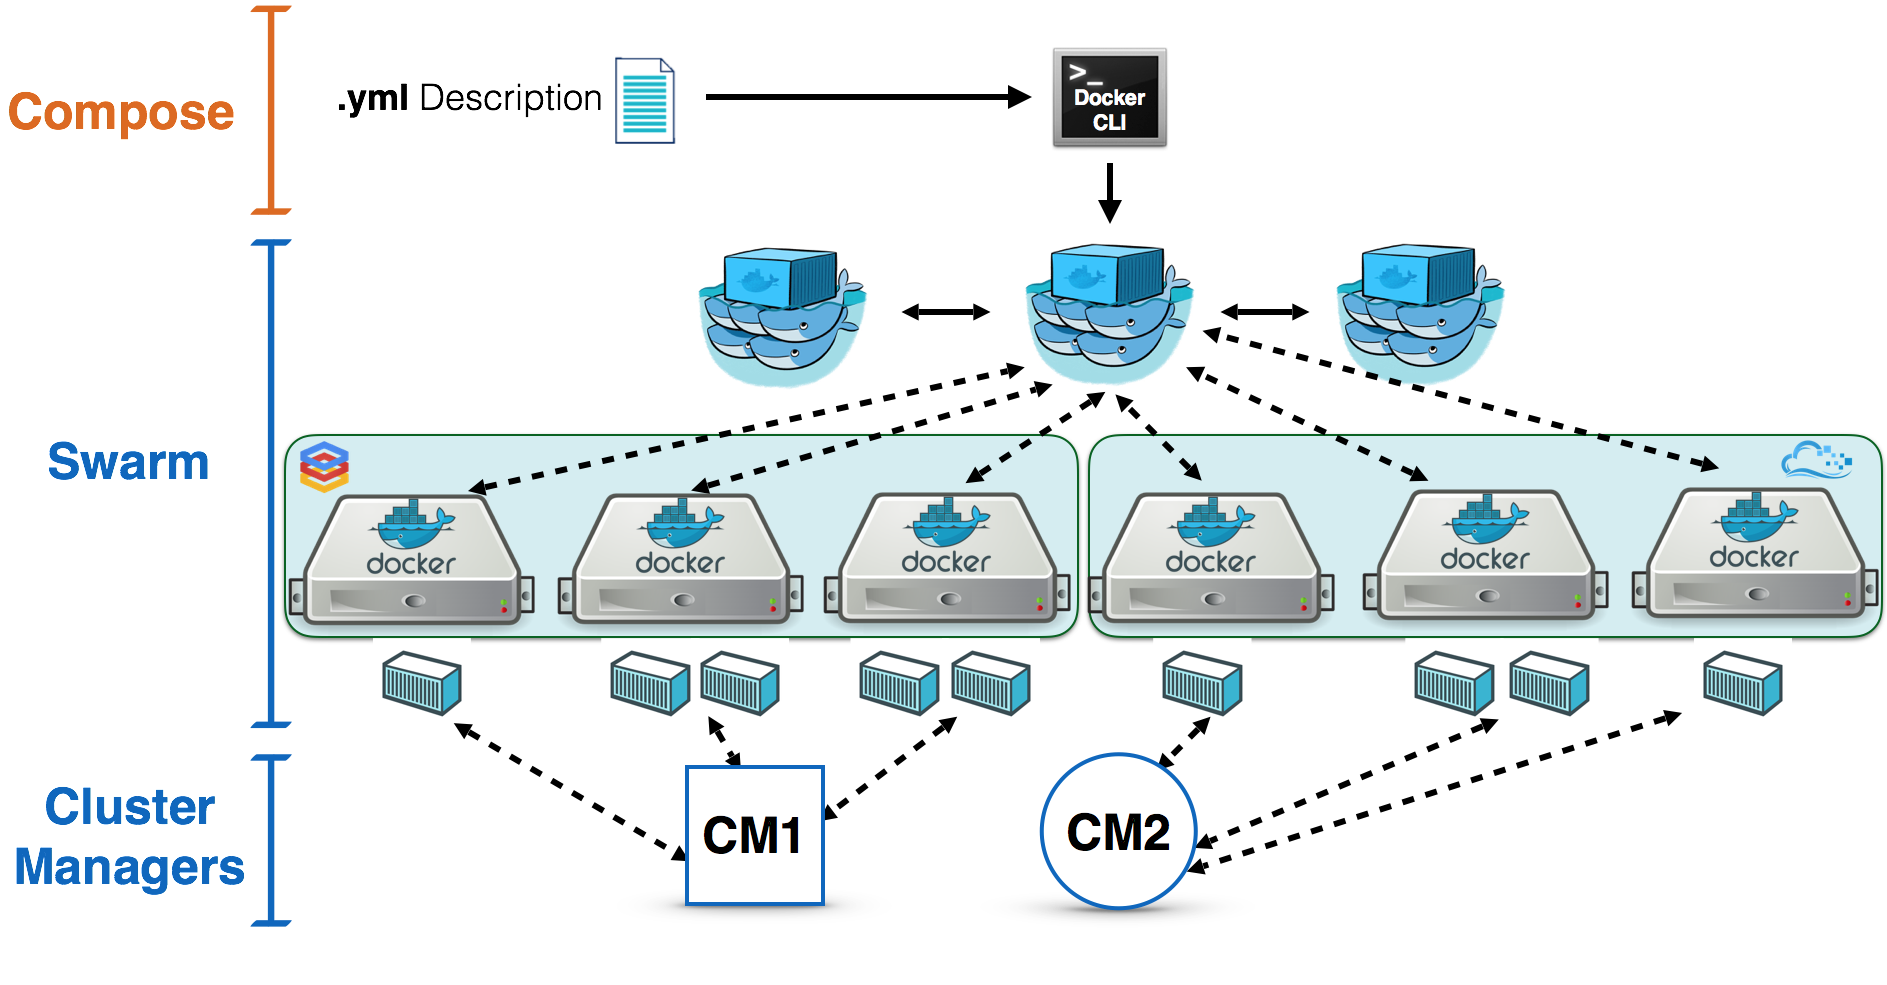 Compose
.yml Description
>_
Docker
CLI
Swarm
docker
docker
docker
docker
docker
docker
Cluster
Managers
CM1
CM2